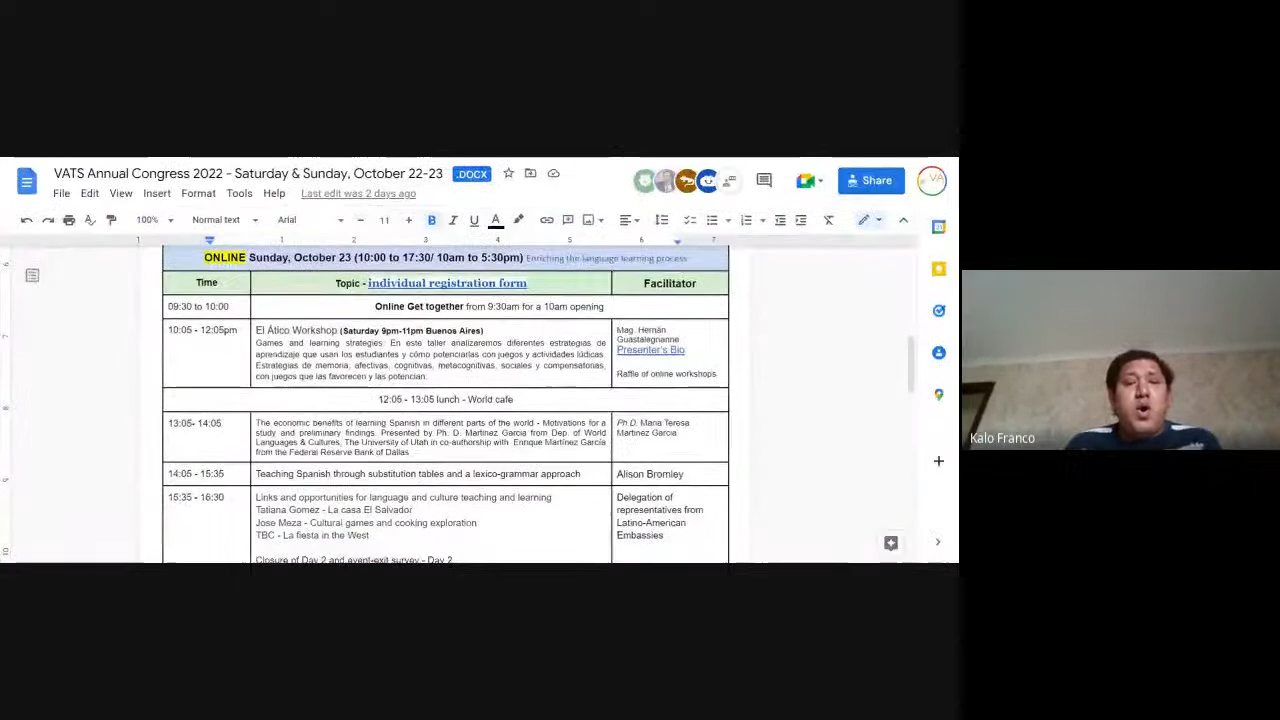 VATS Annual Congress 2022 - Saturday & Sunday, October 22-23 .DOCX
File Edit View Insert Format Tools Help Last edit was 2 days ago
Share
VA
100% Normal text Arial 11 B I U A
1 1 2 3 4 5 6 7
ONLINE Sunday, October 23 (10:00 to 17:30/ 10am to 5:30pm) Enriching the language learning process
Time Topic - individual registration form Facilitator
09:30 to 10:00 Online Get together from 9:30am for a 10am opening
10:05 - 12:05pm El Ático Workshop (Saturday 9pm-11pm Buenos Aires)
Games and learning strategies: En este taller analizaremos diferentes estrategias de
aprendizaje que usan los estudiantes y cómo potenciarlas con juegos y actividades lúdicas.
Estrategias de memoria, afectivas, cognitivas, metacognitivas, sociales y compensatorias,
con juegos que las favorecen y las potencian.
Mag. Hernán
Guastalegnanne
Presenter's Bio
Raffle of online workshops
12:05 - 13:05 lunch - World cafe
13:05- 14:05 The economic benefits of learning Spanish in different parts of the world - Motivations for a
study and preliminary findings. Presented by Ph. D. Martinez Garcia from Dep. of World
Languages & Cultures, The University of Utah in co-authorship with Enrique Martínez García
from the Federal Reserve Bank of Dallas
Ph.D. Maria Teresa
Martinez Garcia
14:05 - 15:35 Teaching Spanish through substitution tables and a lexico-grammar approach Alison Bromley
15:35 - 16:30 Links and opportunities for language and culture teaching and learning
Tatiana Gomez - La casa El Salvador
Jose Meza - Cultural games and cooking exploration
TBC - La fiesta in the West
Closure of Day 2 and event-exit survey - Day 2
Delegation of
representatives from
Latino-American
Embassies
Kalo Franco